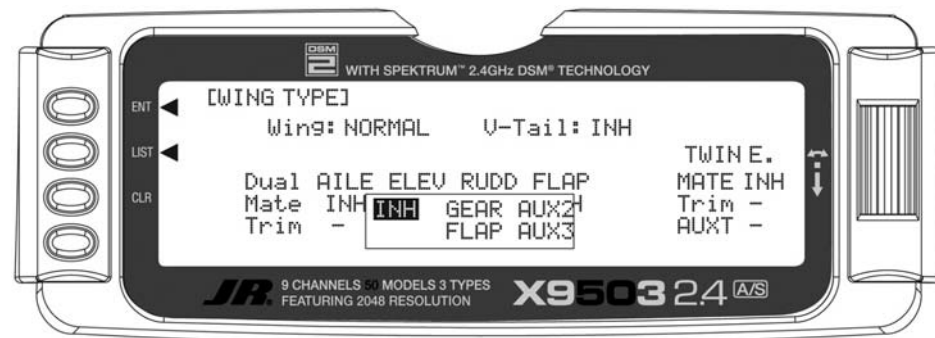 DSM
2 WITH SPEKTRUM™ 2.4GHz DSM® TECHNOLOGY
ENT
LIST
CLR
[WING TYPE]
Wing: NORMAL V-Tail: INH
TWIN E.
Dual AILE ELEV RUDD FLAP MATE INH
Mate INH INH GEAR AUX2 H Trim -
Trim - FLAP AUX3 AUXT -
JR. 9 CHANNELS 50 MODELS 3 TYPES
FEATURING 2048 RESOLUTION
X9503 2.4 A/S